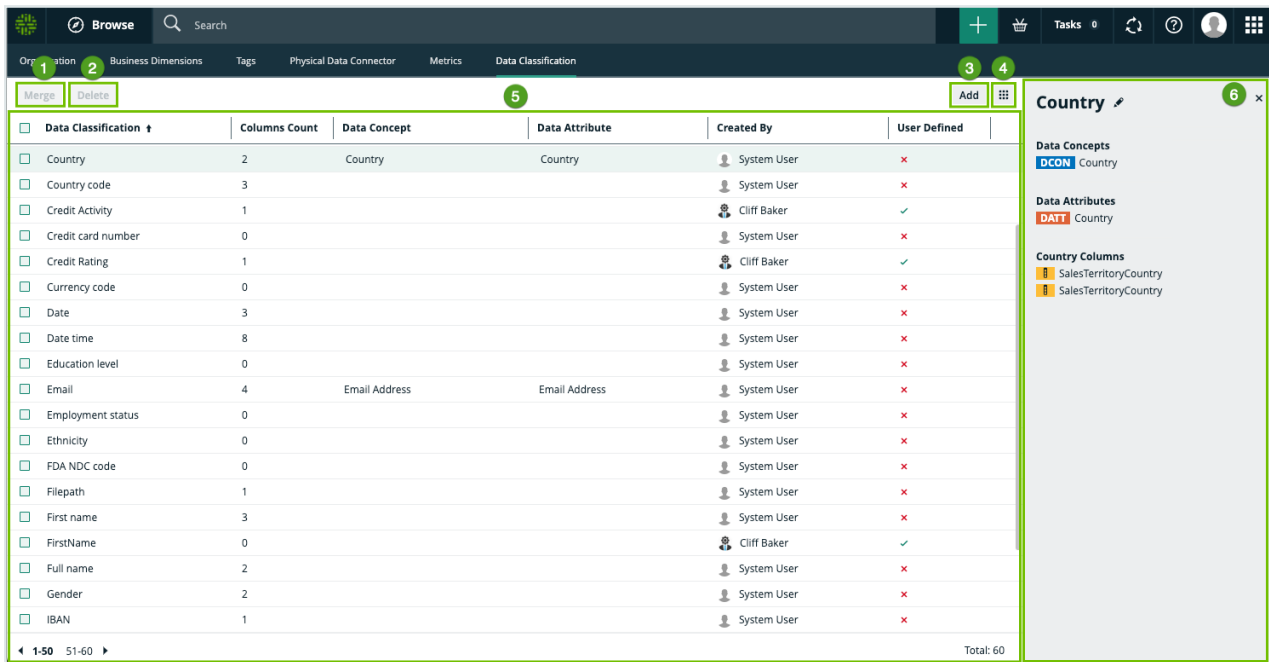 Browse Search Tasks 0
Business Dimensions Tags Physical Data Connector Metrics Data Classification
1 2 3 4
Merge Delete 5 Add
Data Classification Columns Count Data Concept Data Attribute Created By User Defined
Country 2 Country Country System User
Country code 3 System User
Credit Activity 1 Cliff Baker
Credit card number 0 System User
Credit Rating 1 Cliff Baker
Currency code 0 System User
Date 3 System User
Date time 8 System User
Education level 0 System User
Email 4 Email Address Email Address System User
Employment status 0 System User
Ethnicity 0 System User
FDA NDC code 0 System User
Filepath 1 System User
First name 3 System User
FirstName 0 Cliff Baker
Full name 2 System User
Gender 2 System User
IBAN 1 System User
1-50 51-60 Total: 60
Country 6
Data Concepts
DCON Country
Data Attributes
DATT Country
Country Columns
SalesTerritoryCountry
SalesTerritoryCountry